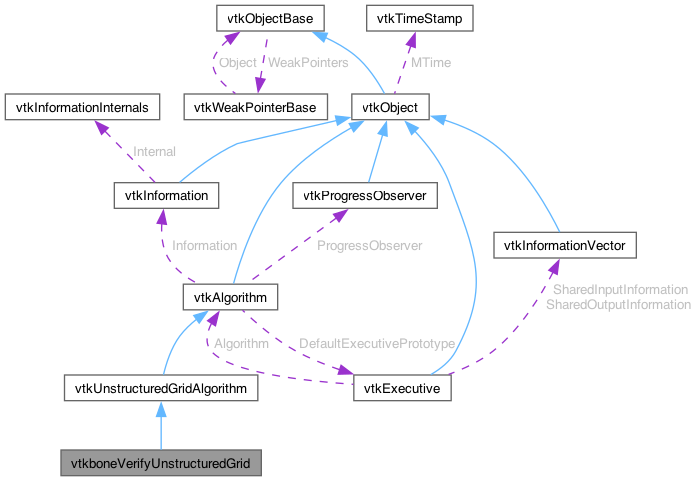 vtkObjectBase
vtkTimeStamp
Object
WeakPointers
MTime
vtkInformationInternals
vtkWeakPointerBase
vtkObject
Internal
vtkInformation
vtkProgressObserver
vtkInformationVector
Information
ProgressObserver
SharedInputInformation
SharedOutputInformation
vtkAlgorithm
Algorithm
DefaultExecutivePrototype
vtkUnstructuredGridAlgorithm
vtkExecutive
vtkboneVerifyUnstructuredGrid